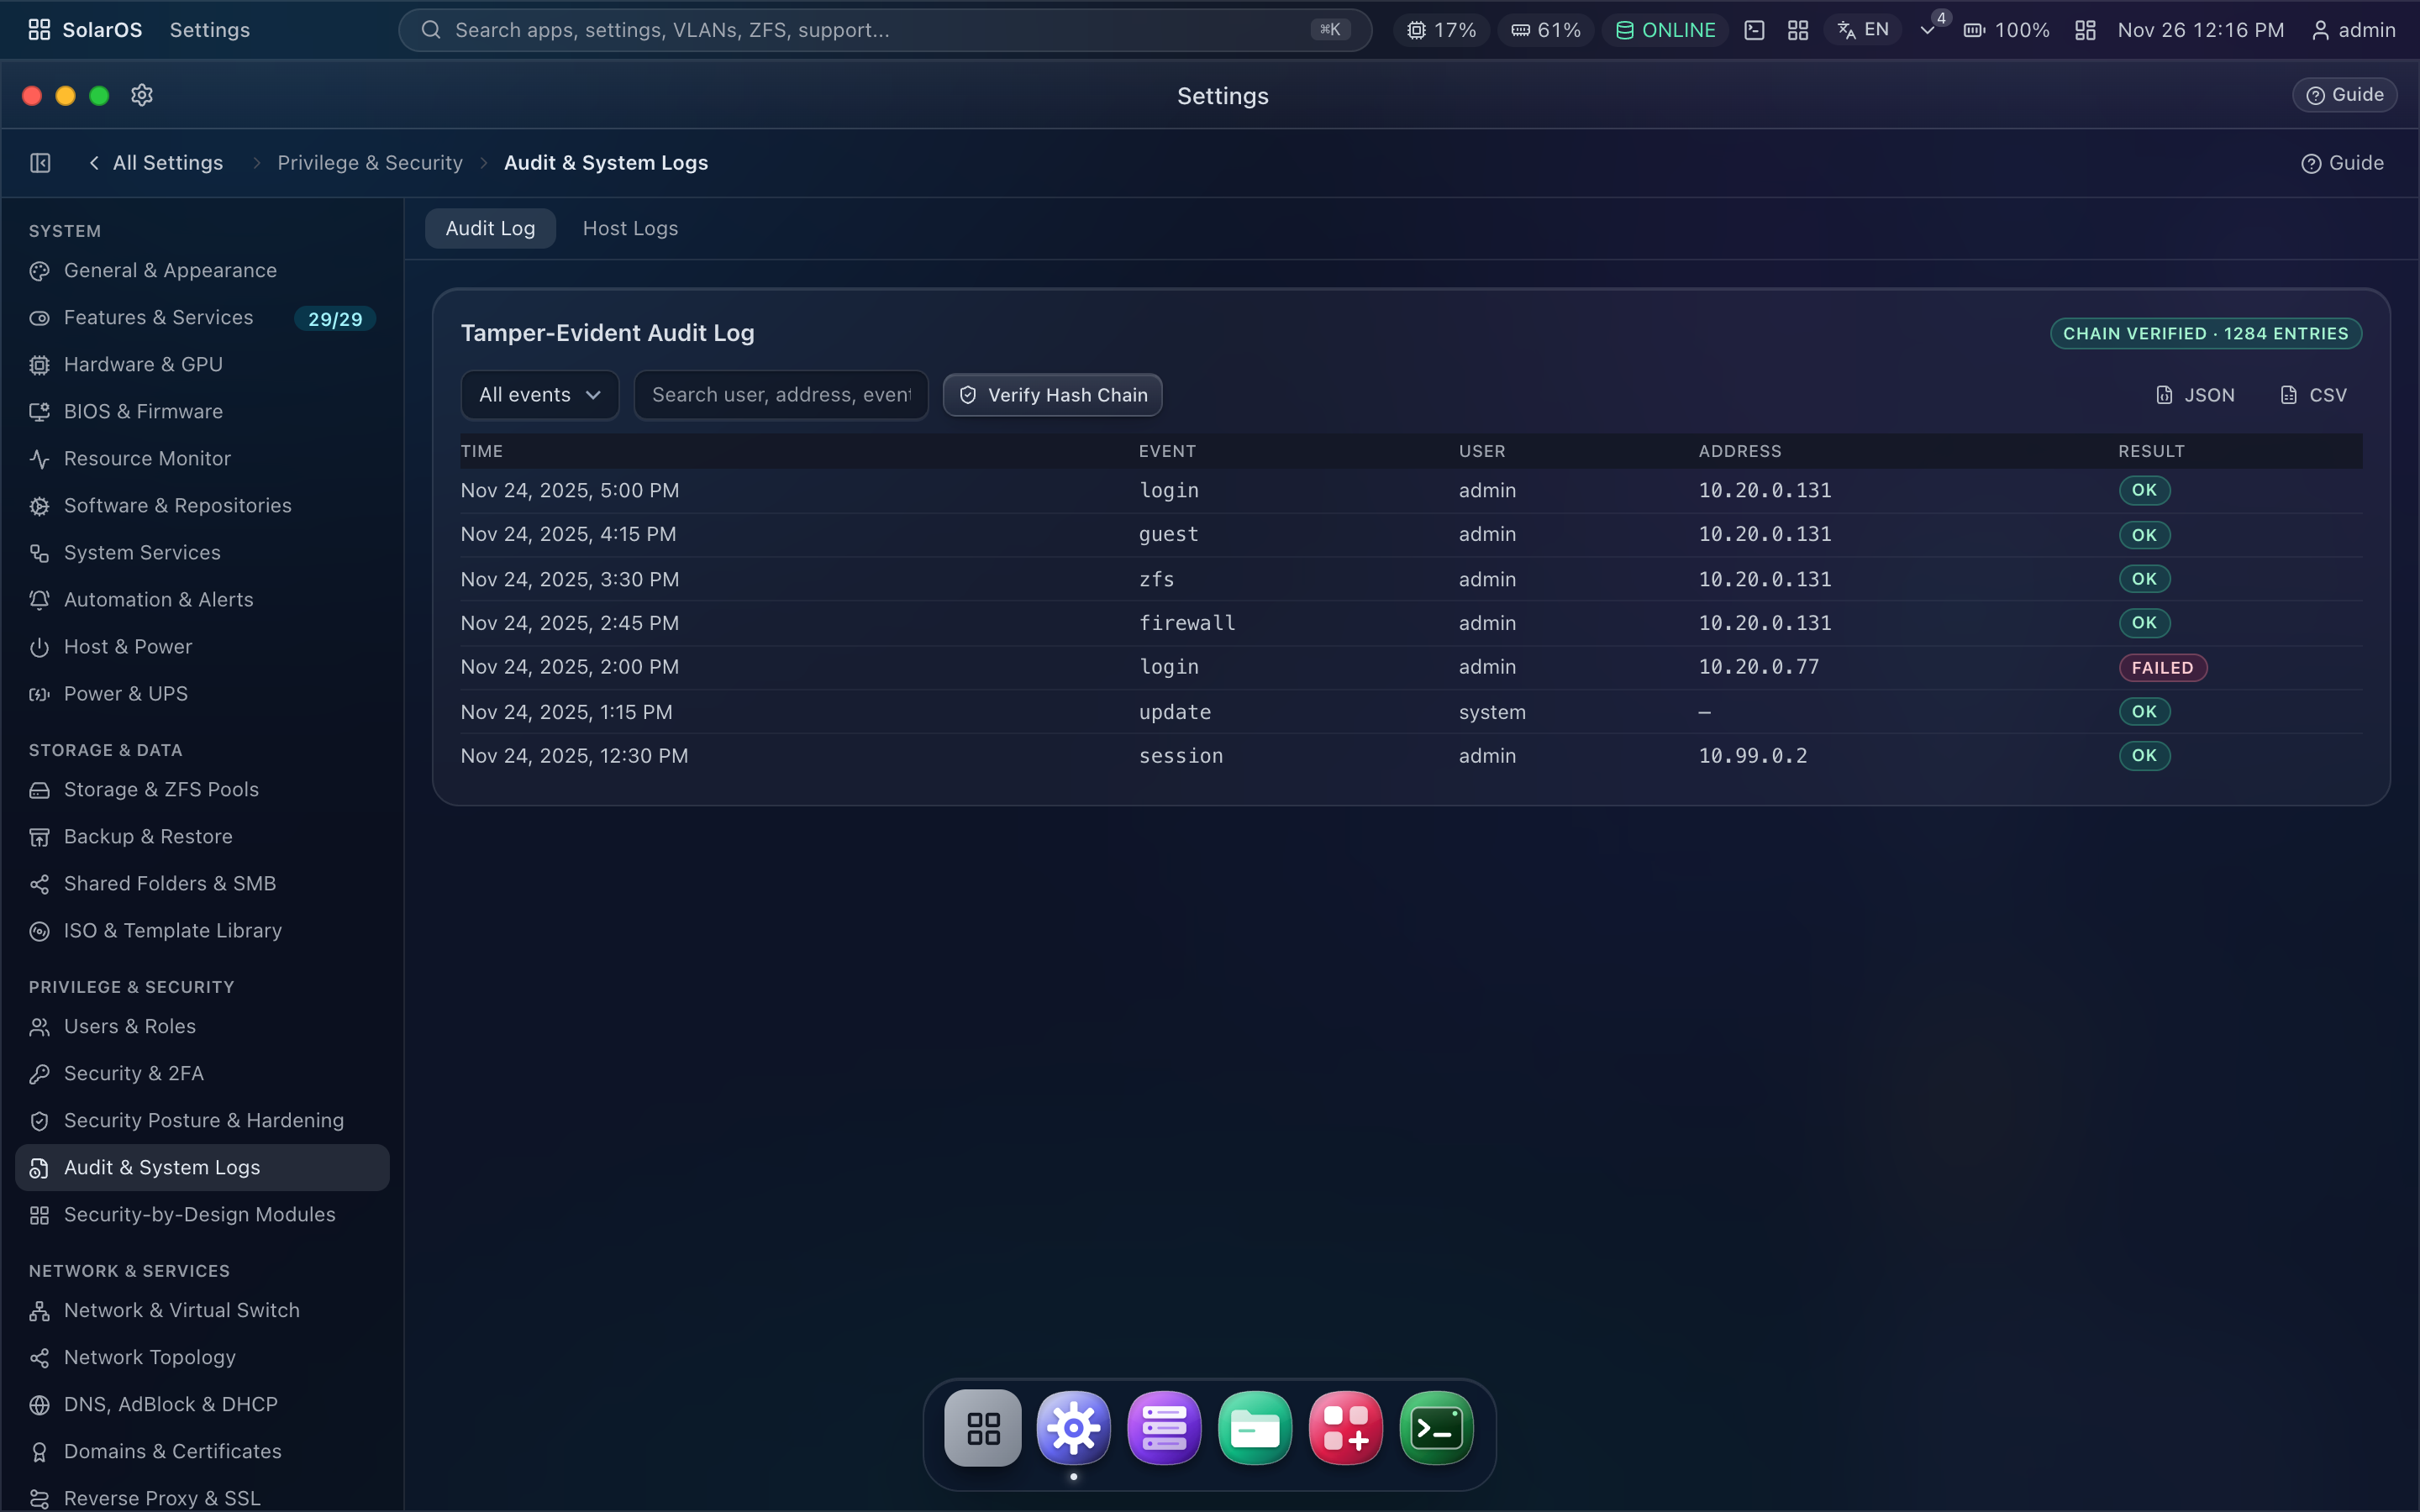 SolarOS Settings Search apps, settings, VLANs, ZFS, support... ⌘K 17% 61% ONLINE EN 4 100% Nov 26 12:16 PM admin
Settings Guide
All Settings Privilege & Security Audit & System Logs Guide
SYSTEM
General & Appearance
Features & Services 29/29
Hardware & GPU
BIOS & Firmware
Resource Monitor
Software & Repositories
System Services
Automation & Alerts
Host & Power
Power & UPS
STORAGE & DATA
Storage & ZFS Pools
Backup & Restore
Shared Folders & SMB
ISO & Template Library
PRIVILEGE & SECURITY
Users & Roles
Security & 2FA
Security Posture & Hardening
Audit & System Logs
Security-by-Design Modules
NETWORK & SERVICES
Network & Virtual Switch
Network Topology
DNS, AdBlock & DHCP
Domains & Certificates
Reverse Proxy & SSL
Audit Log Host Logs
Tamper-Evident Audit Log CHAIN VERIFIED · 1284 ENTRIES
All events Search user, address, event Verify Hash Chain JSON CSV
TIME EVENT USER ADDRESS RESULT
Nov 24, 2025, 5:00 PM login admin 10.20.0.131 OK
Nov 24, 2025, 4:15 PM guest admin 10.20.0.131 OK
Nov 24, 2025, 3:30 PM zfs admin 10.20.0.131 OK
Nov 24, 2025, 2:45 PM firewall admin 10.20.0.131 OK
Nov 24, 2025, 2:00 PM login admin 10.20.0.77 FAILED
Nov 24, 2025, 1:15 PM update system — OK
Nov 24, 2025, 12:30 PM session admin 10.99.0.2 OK